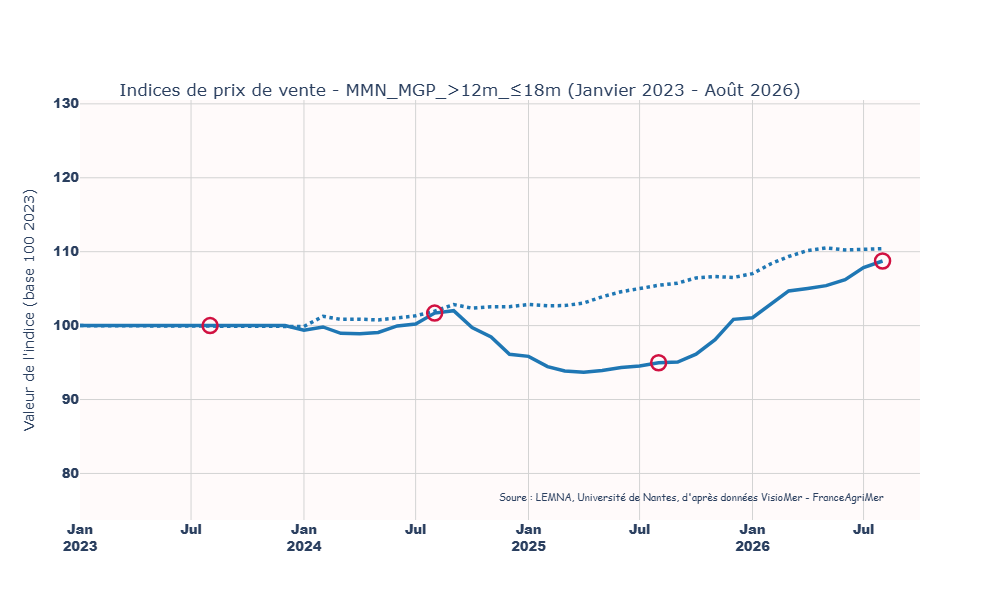 Indices de prix de vente - MMN_MGP_>12m_≤18m (Janvier 2023 - Août 2026)
Valeur de l'Indice (base 100 2023)
130
120
110
100
90
80
Soure : LEMNA, Université de Nantes, d'après données VisioMer - FranceAgriMer
Jan Jul Jan Jul Jan Jul Jan Jul
2023 2024 2025 2026